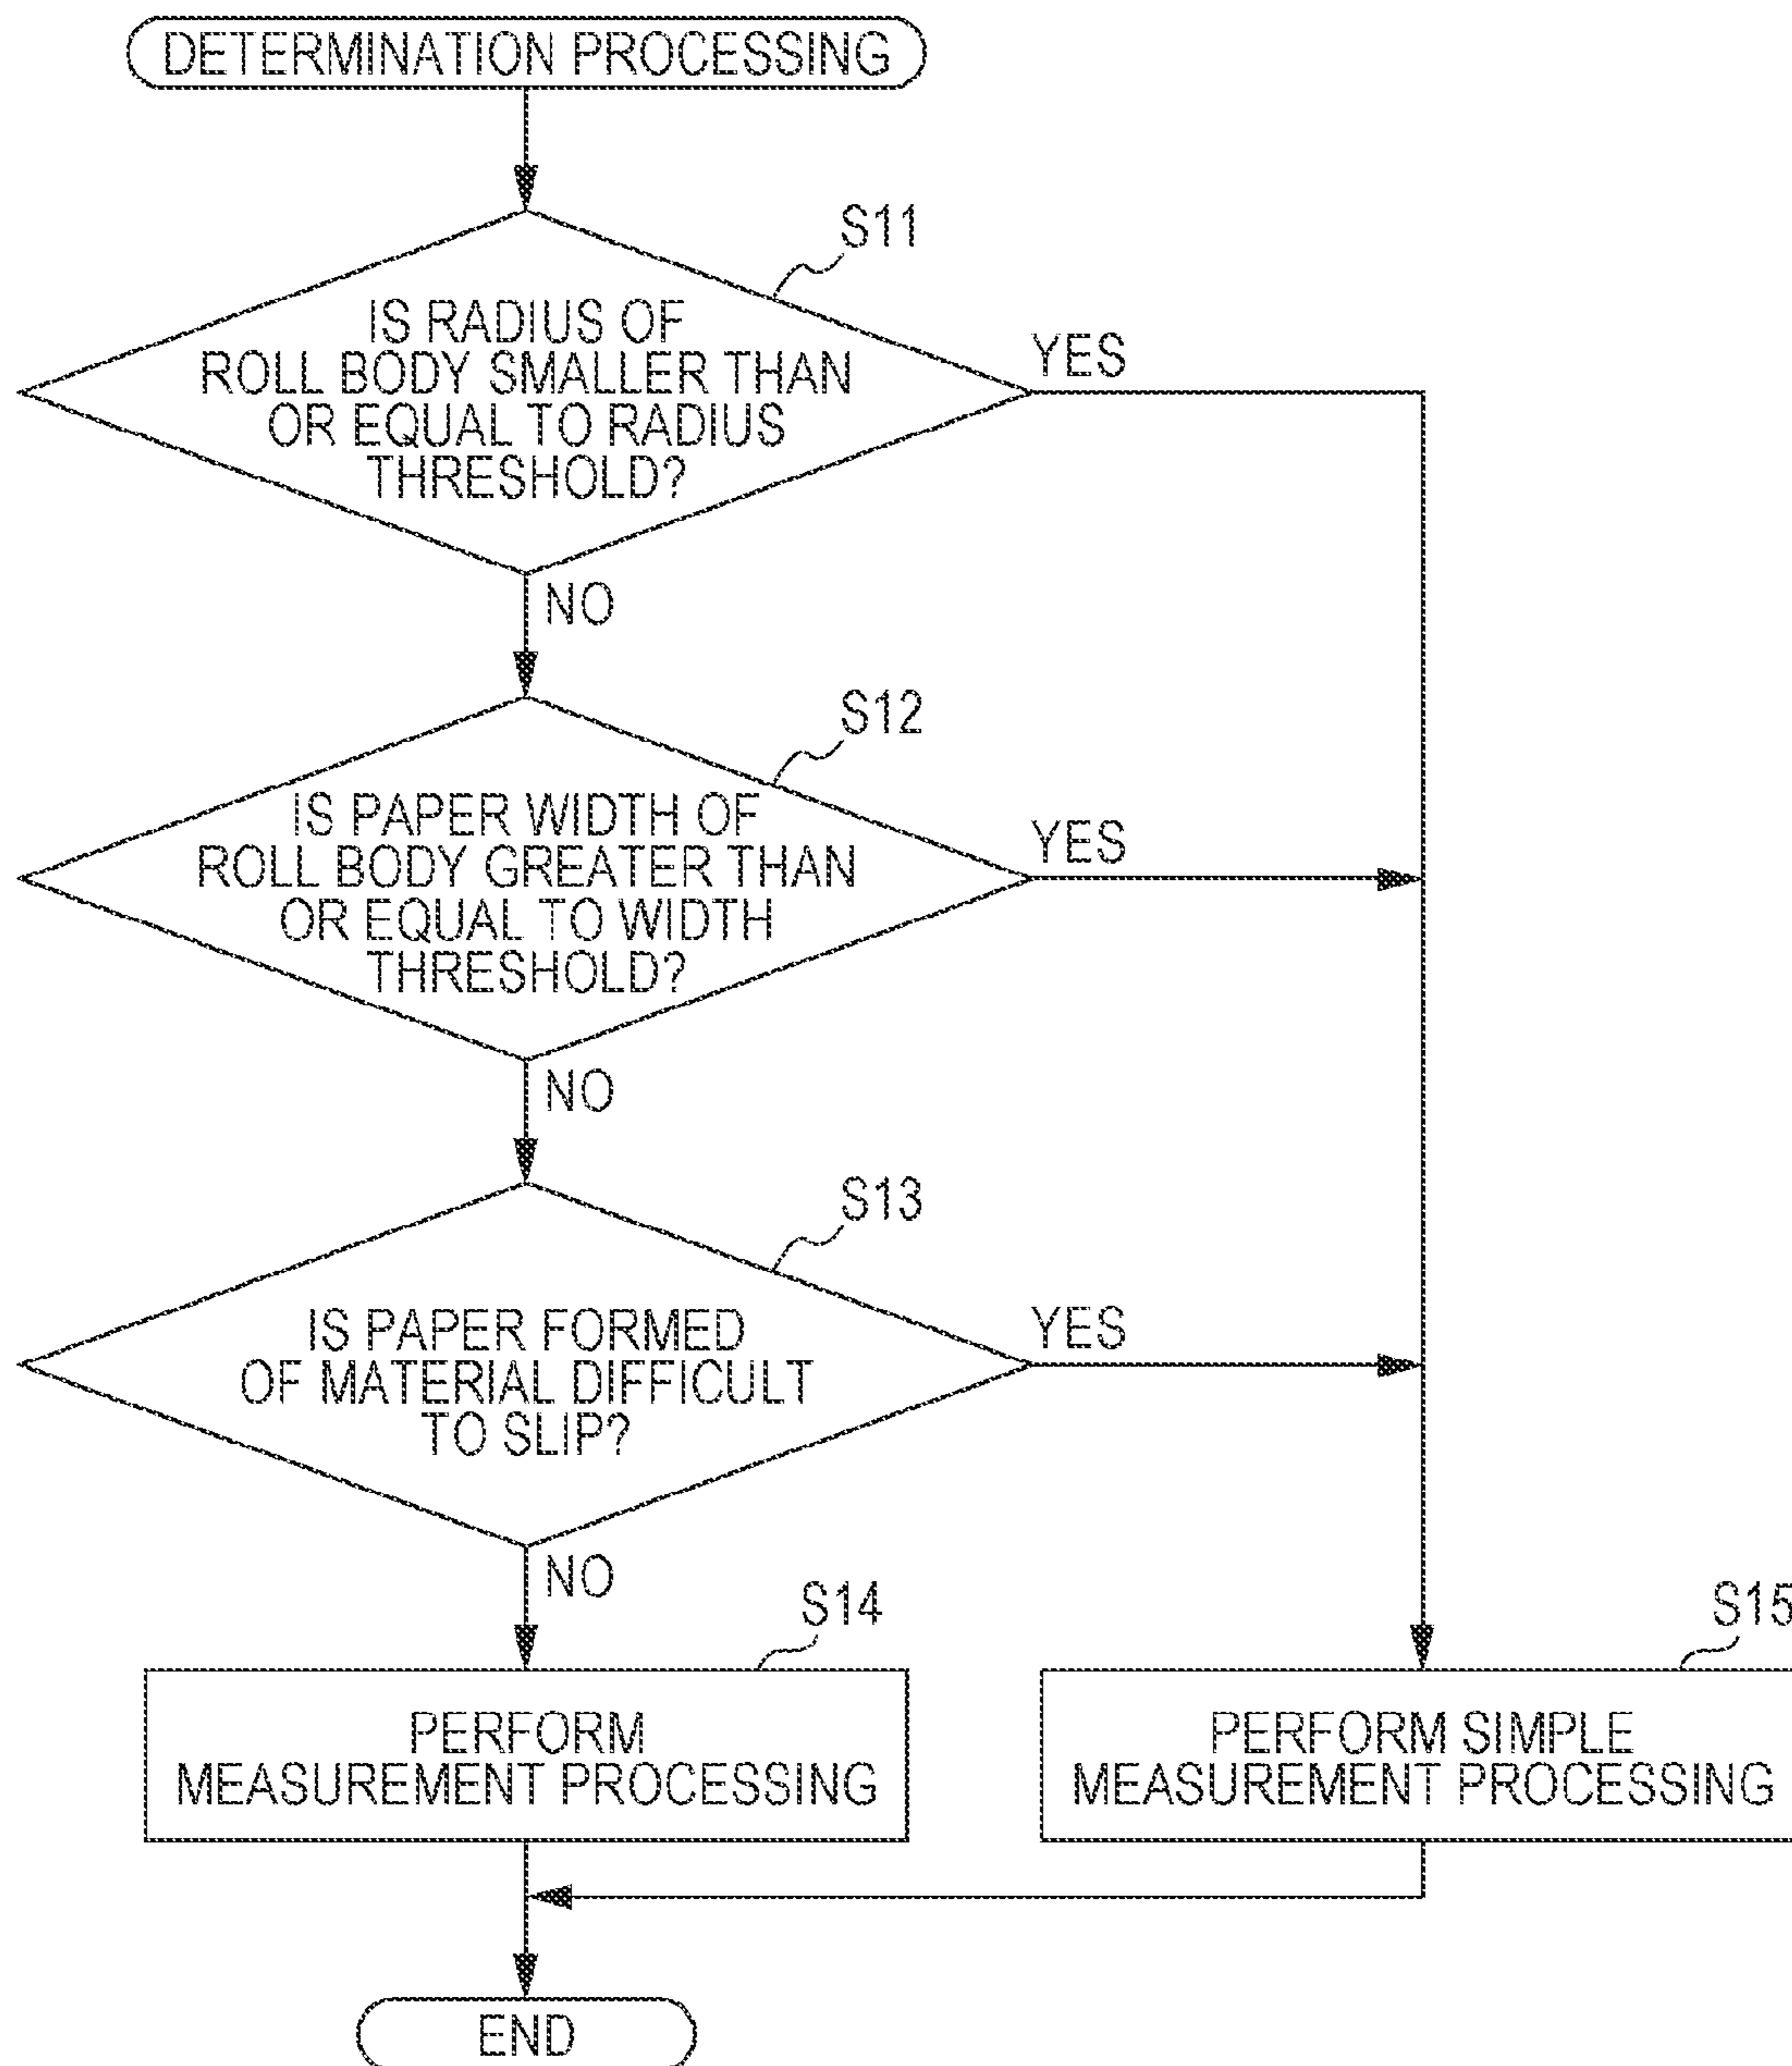 DETERMINATION PROCESSING
S11
IS RADIUS OF
ROLL BODY SMALLER THAN
OR EQUAL TO RADIUS
THRESHOLD?
YES
NO
S12
IS PAPER WIDTH OF
ROLL BODY GREATER THAN
OR EQUAL TO WIDTH
THRESHOLD?
YES
NO
S13
IS PAPER FORMED
OF MATERIAL DIFFICULT
TO SLIP?
YES
NO
S14
PERFORM
MEASUREMENT PROCESSING
S15
PERFORM SIMPLE
MEASUREMENT PROCESSING
END